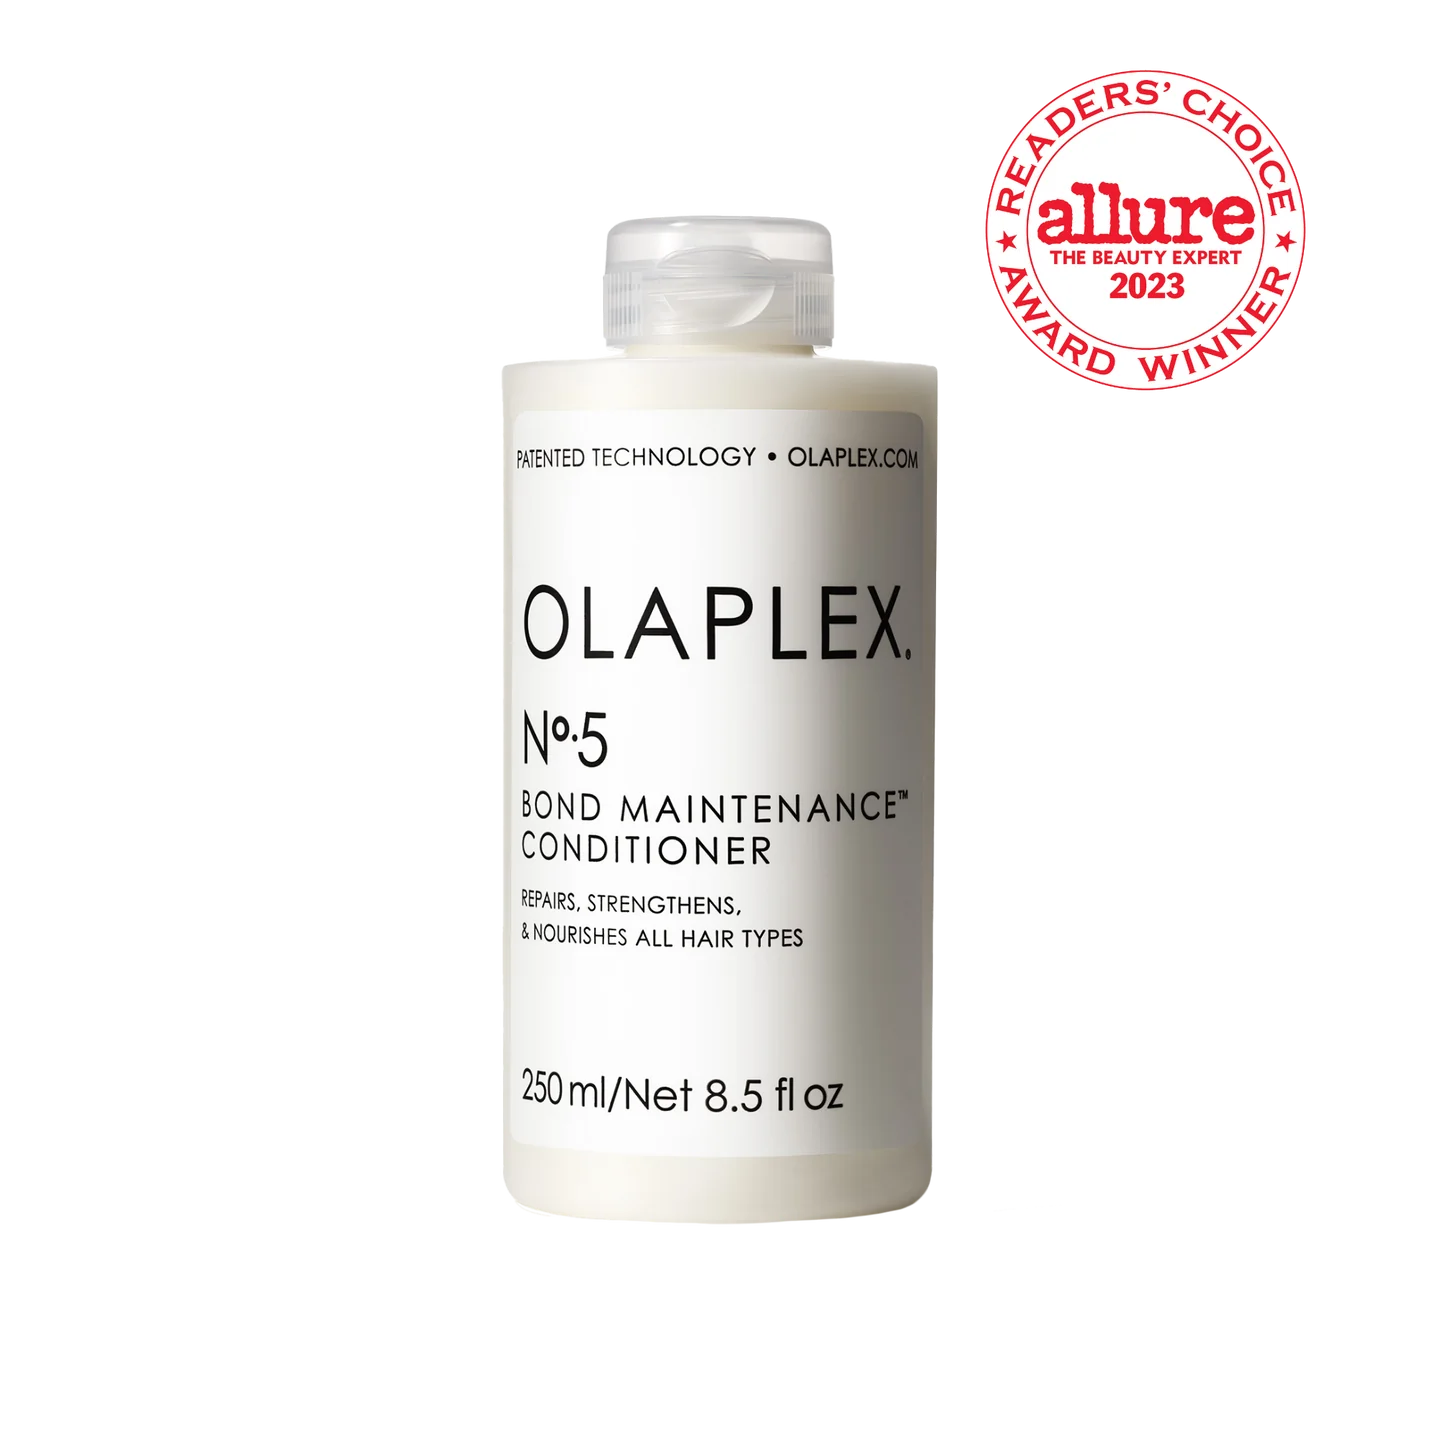 READERS' CHOICE
allure
THE BEAUTY EXPERT
2023
★ AWARD WINNER ★
PATENTED TECHNOLOGY • OLAPLEX.COM
OLAPLEX®
Nº.5
BOND MAINTENANCE™
CONDITIONER
REPAIRS, STRENGTHENS,
& NOURISHES ALL HAIR TYPES
250 ml/Net 8.5 fl oz